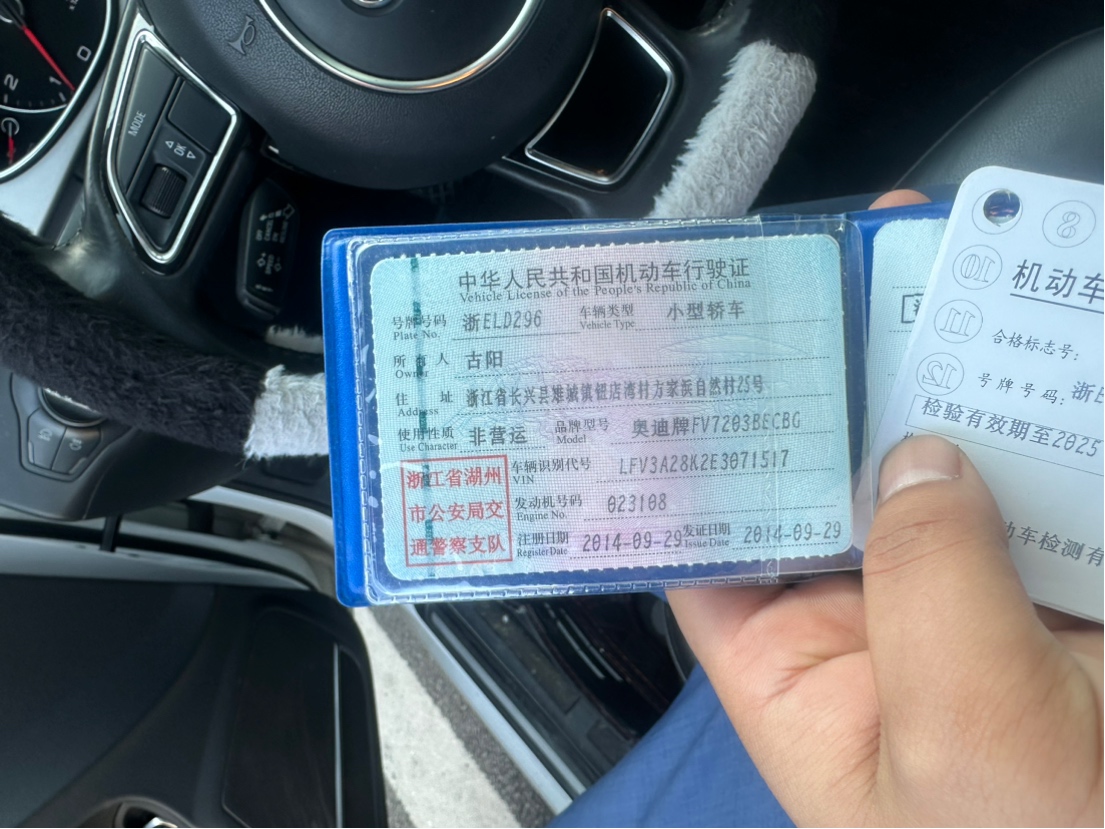 MODE
OK
中华人民共和国机动车行驶证
Vehicle License of the People's Republic of China
号牌号码 浙ELD296 车辆类型 小型轿车
Plate No. Vehicle Type
所有人 古阳
Owner
住址 浙江省长兴县雉城镇钮店湾村方家浜自然村25号
Address
使用性质 非营运 品牌型号 奥迪牌FV7203BECBG
Use Character Model
车辆识别代号 LFV3A28K2E3071517
VIN
发动机号码 023108
Engine No.
注册日期 2014-09-29 发证日期 2014-09-29
Register Date Issue Date
浙江省湖州
市公安局交
通警察支队
8
10
11
12
机动车
合格标志号:
号牌号码:浙E
检验有效期至2025
动车检测有